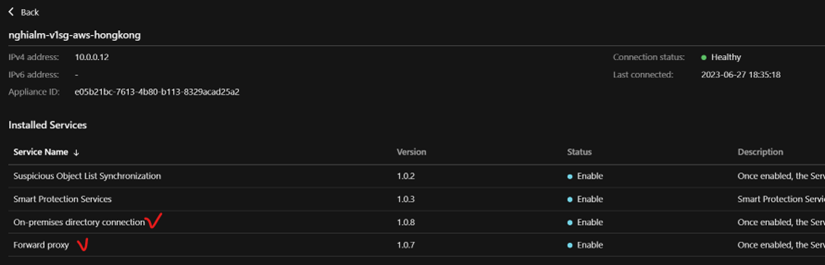 Back
nghialm-v1sg-aws-hongkong
IPv4 address: 10.0.0.12 Connection status: Healthy
IPv6 address: - Last connected: 2023-06-27 18:35:18
Appliance ID: e05b21bc-7613-4b80-b113-8329acad25a2
Installed Services
Service Name ↓ Version Status Description
Suspicious Object List Synchronization 1.0.2 Enable Once enabled, the Serv
Smart Protection Services 1.0.3 Enable Smart Protection Servic
On-premises directory connection 1.0.8 Enable Once enabled, the Serv
Forward proxy 1.0.7 Enable Once enabled, the Serv